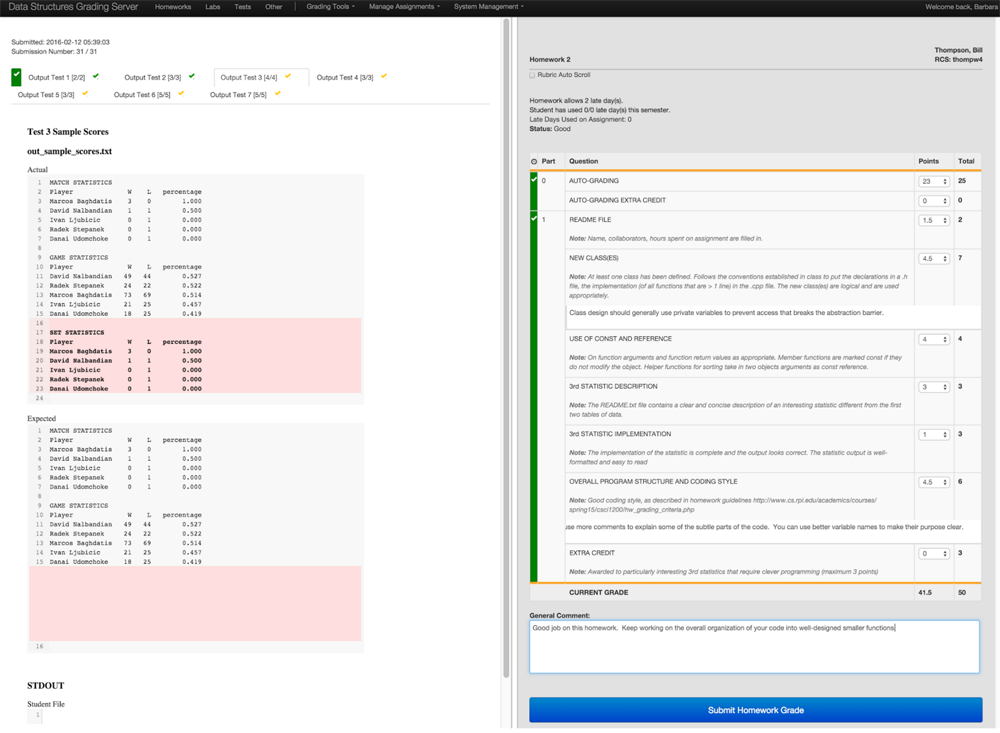 Data Structures Grading Server Homeworks Labs Tests Other Grading Tools Manage Assignments System Management Welcome back, Barbara
Submitted: 2016-02-12 05:39:03
Submission Number: 31 / 31
Output Test 1 [2/2] Output Test 2 [3/3] Output Test 3 [4/4] Output Test 4 [3/3]
Output Test 5 [3/3] Output Test 6 [5/5] Output Test 7 [5/5]
Test 3 Sample Scores
out_sample_scores.txt
Actual
1 MATCH STATISTICS
2 Player W L percentage
3 Marcos Baghdatis 3 0 1.000
4 David Nalbandian 1 1 0.500
5 Ivan Ljubicic 0 1 0.000
6 Radek Stepanek 0 1 0.000
7 Danai Udomchoke 0 1 0.000
8
9 GAME STATISTICS
10 Player W L percentage
11 David Nalbandian 49 44 0.527
12 Radek Stepanek 24 22 0.522
13 Marcos Baghdatis 73 69 0.514
14 Ivan Ljubicic 21 25 0.457
15 Danai Udomchoke 18 25 0.419
16
17 SET STATISTICS
18 Player W L percentage
19 Marcos Baghdatis 3 0 1.000
20 David Nalbandian 1 1 0.500
21 Ivan Ljubicic 0 1 0.000
22 Radek Stepanek 0 1 0.000
23 Danai Udomchoke 0 1 0.000
24
Expected
1 MATCH STATISTICS
2 Player W L percentage
3 Marcos Baghdatis 3 0 1.000
4 David Nalbandian 1 1 0.500
5 Ivan Ljubicic 0 1 0.000
6 Radek Stepanek 0 1 0.000
7 Danai Udomchoke 0 1 0.000
8
9 GAME STATISTICS
10 Player W L percentage
11 David Nalbandian 49 44 0.527
12 Radek Stepanek 24 22 0.522
13 Marcos Baghdatis 73 69 0.514
14 Ivan Ljubicic 21 25 0.457
15 Danai Udomchoke 18 25 0.419
16
STDOUT
Student File
1
Thompson, Bill
Homework 2 RCS: thompw4
Rubric Auto Scroll
Homework allows 2 late day(s).
Student has used 0/0 late day(s) this semester.
Late Days Used on Assignment: 0
Status: Good
Part Question Points Total
0 AUTO-GRADING 23 25
AUTO-GRADING EXTRA CREDIT 0 0
1 README FILE 1.5 2
Note: Name, collaborators, hours spent on assignment are filled in.
NEW CLASS(ES) 4.5 7
Note: At least one class has been defined. Follows the conventions established in class to put the declarations in a .h
file, the implementation (of all functions that are > 1 line) in the .cpp file. The new class(es) are logical and are used
appropriately.
Class design should generally use private variables to prevent access that breaks the abstraction barrier.
USE OF CONST AND REFERENCE 4 4
Note: On function arguments and function return values as appropriate. Member functions are marked const if they
do not modify the object. Helper functions for sorting take in two objects arguments as const reference.
3rd STATISTIC DESCRIPTION 3 3
Note: The README.txt file contains a clear and concise description of an interesting statistic different from the first
two tables of data.
3rd STATISTIC IMPLEMENTATION 1 3
Note: The implementation of the statistic is complete and the output looks correct. The statistic output is well-
formatted and easy to read
OVERALL PROGRAM STRUCTURE AND CODING STYLE 4.5 6
Note: Good coding style, as described in homework guidelines http://www.cs.rpi.edu/academics/courses/
spring15/csci1200/hw_grading_criteria.php
use more comments to explain some of the subtle parts of the code. You can use better variable names to make their purpose clear.
EXTRA CREDIT 0 3
Note: Awarded to particularly interesting 3rd statistics that require clever programming (maximum 3 points)
CURRENT GRADE 41.5 50
General Comment:
Good job on this homework. Keep working on the overall organization of your code into well-designed smaller functions
Submit Homework Grade